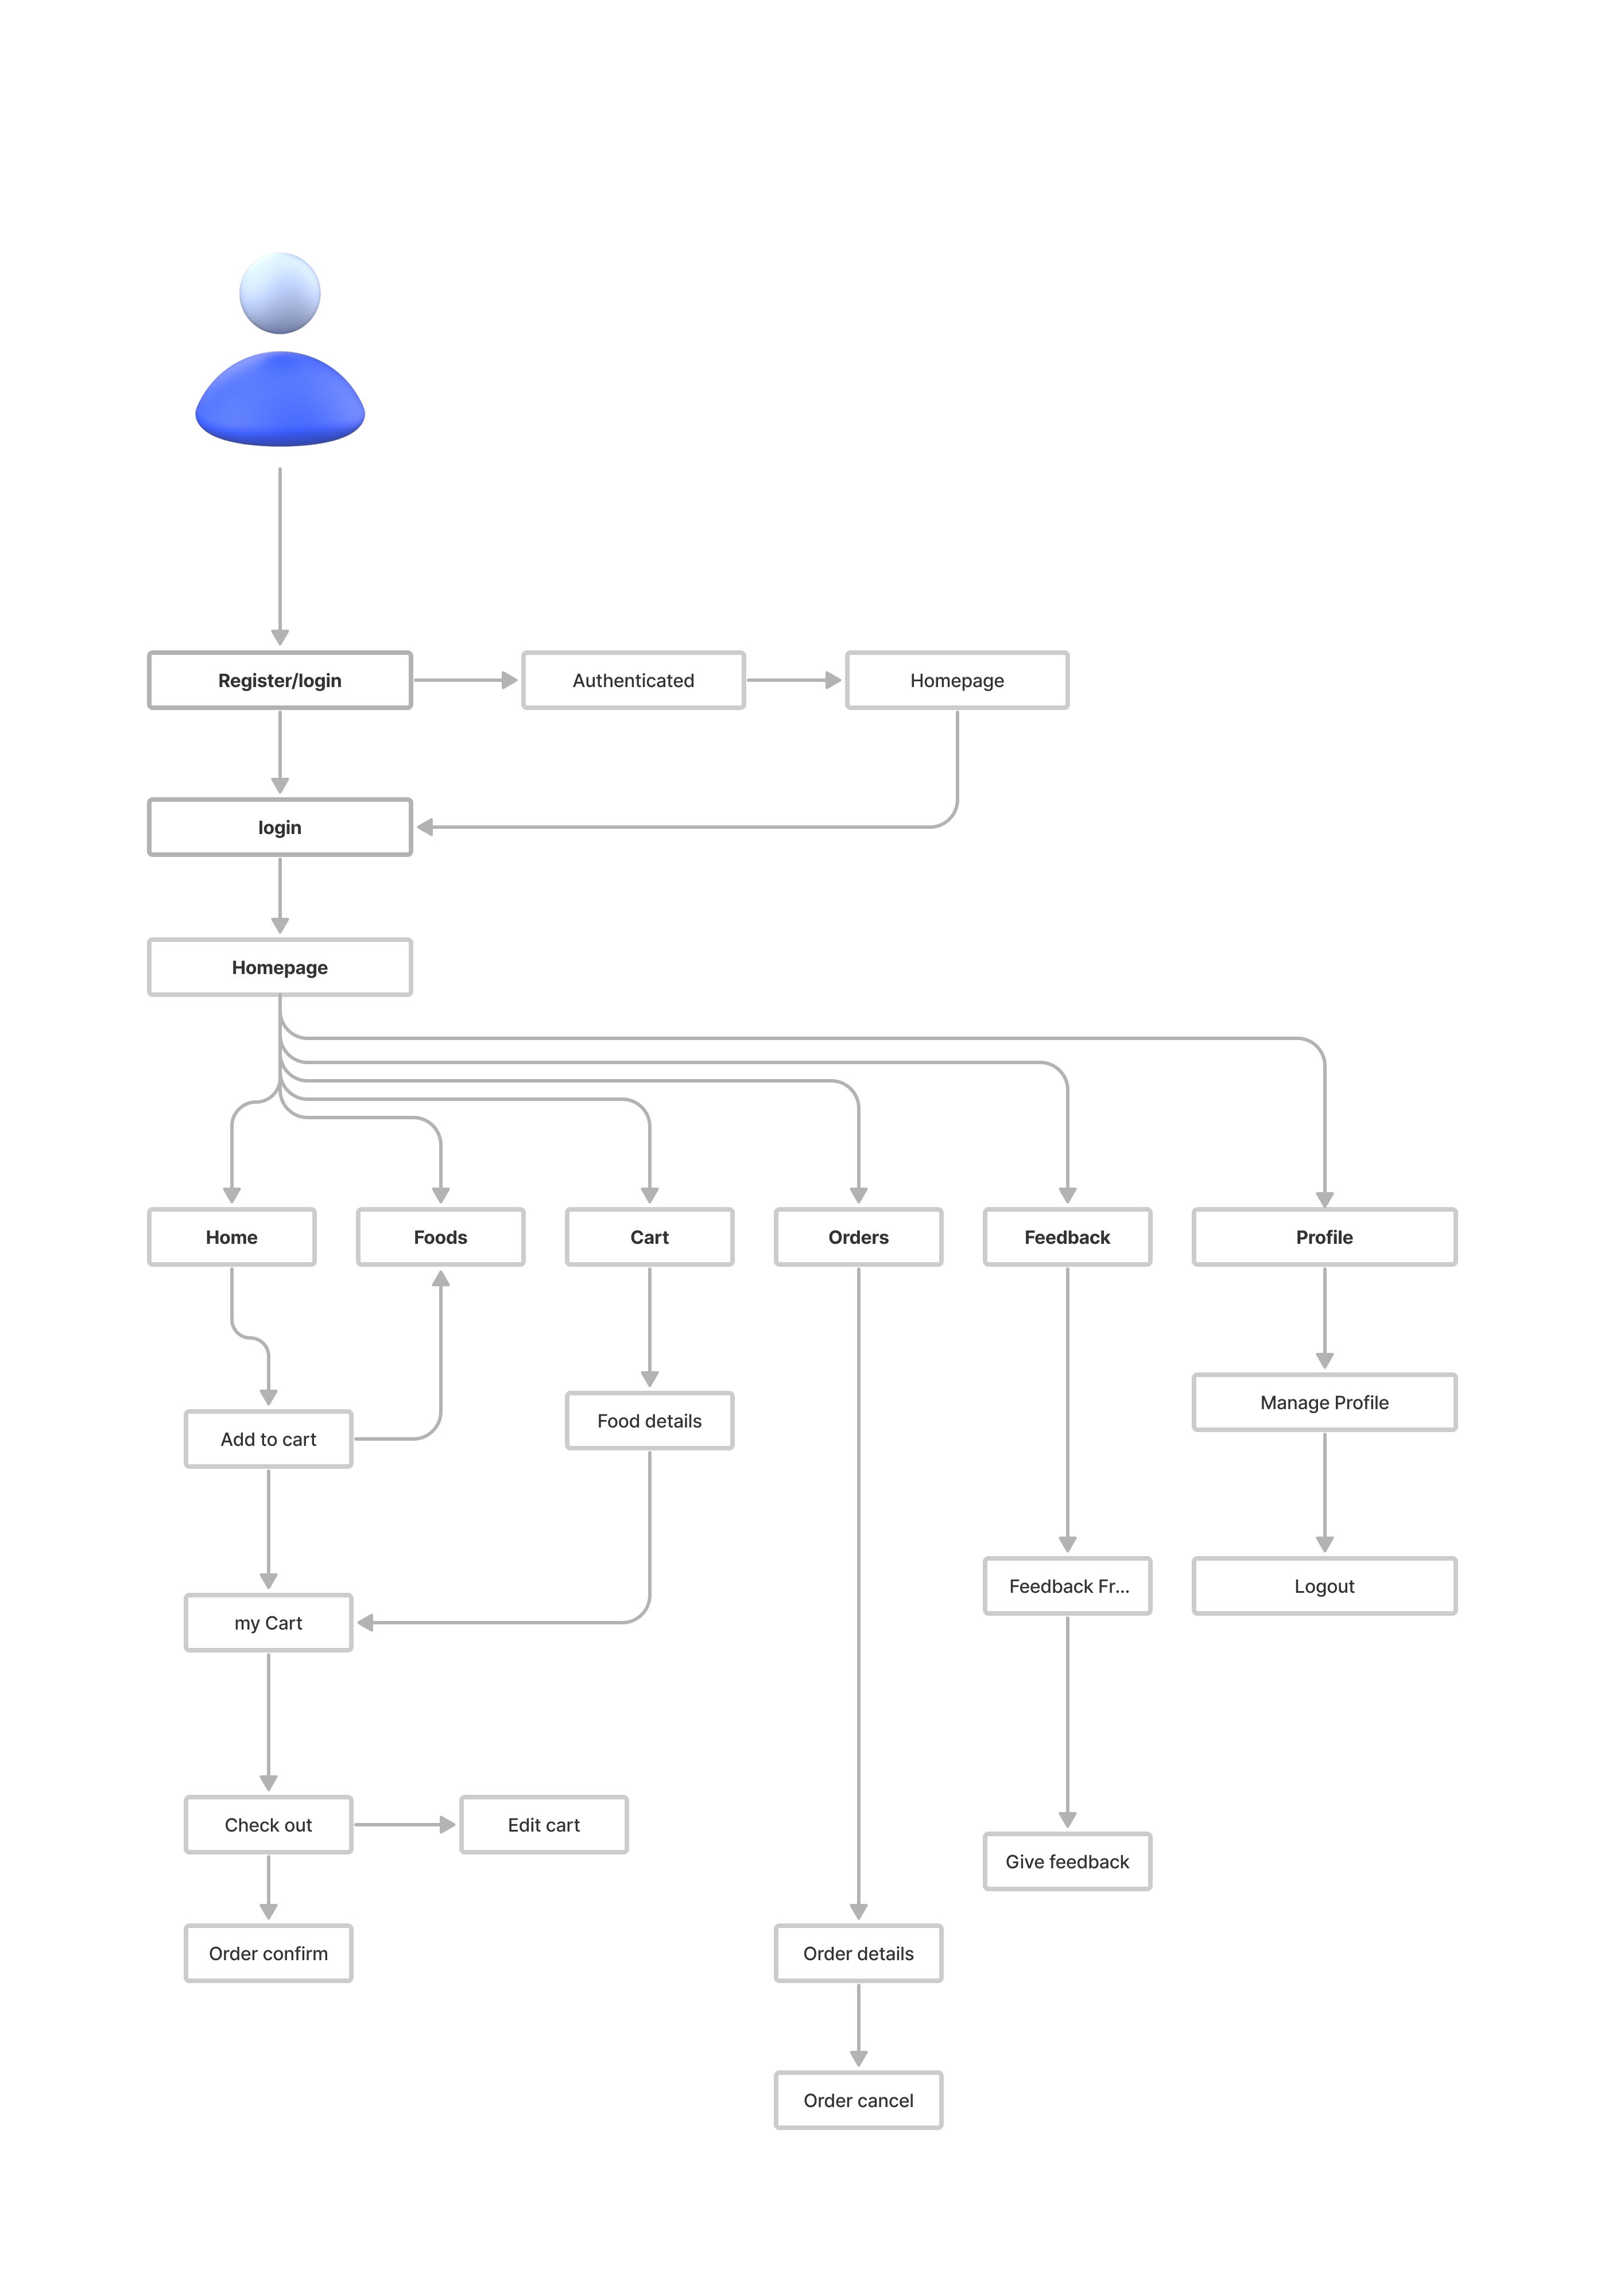 Register/login
Authenticated
Homepage
login
Homepage
Home
Foods
Cart
Orders
Feedback
Profile
Manage Profile
Food details
Add to cart
Feedback Fr...
Logout
my Cart
Check out
Edit cart
Give feedback
Order confirm
Order details
Order cancel